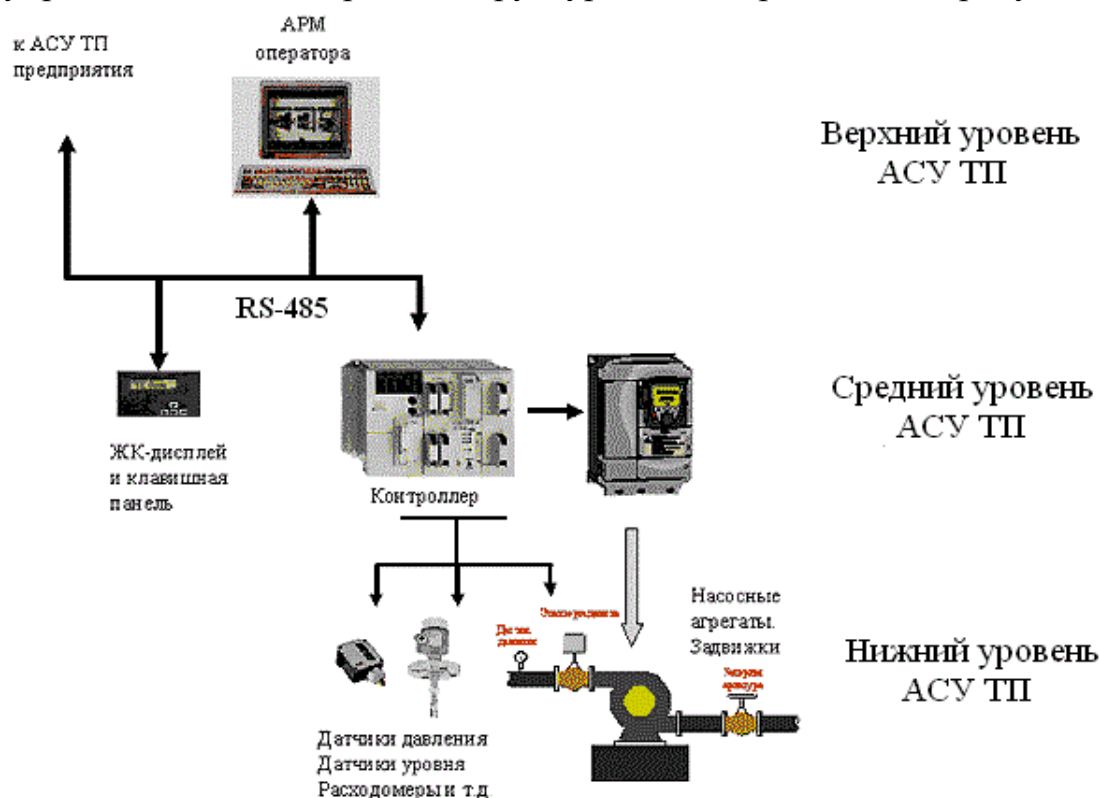 к АСУ ТП
предприятия
АРМ
оператора
Верхний уровень
АСУ ТП
RS-485
ЖК-дисплей
и клавишная
панель
Контроллер
Средний уровень
АСУ ТП
Насосные
агрегаты.
Задвижки
Нижний уровень
АСУ ТП
Датчики давления
Датчики уровня
Расходомеры и т.д.